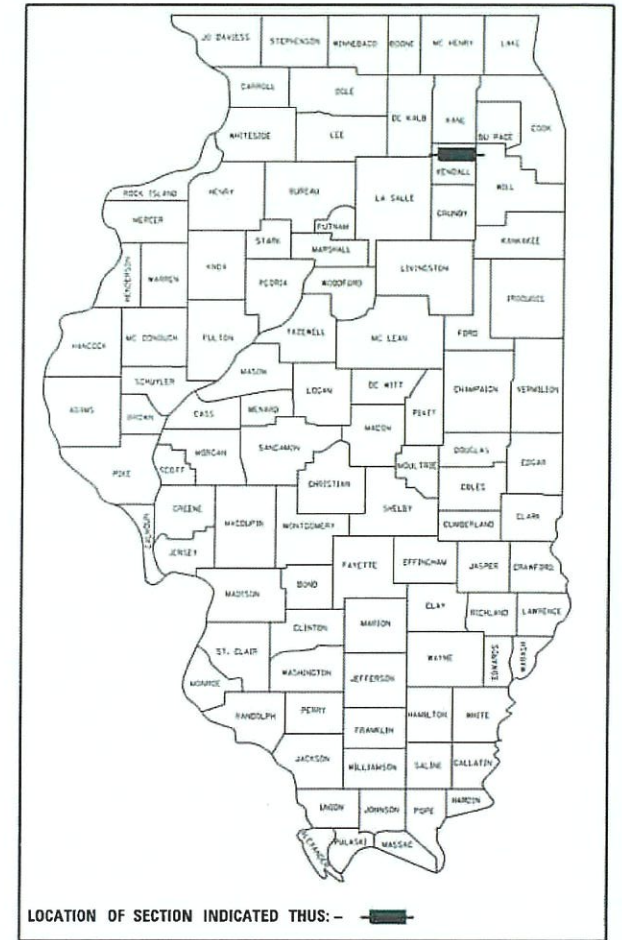 JO DAVIESS STEPHENSON WINNEBAGO BOONE MC HENRY LAKE
CARROLL OGLE DE KALB KANE COOK
WHITESIDE LEE DU PAGE
KENDALL WILL
ROCK ISLAND HENRY BUREAU LA SALLE GRUNDY
MERCER PUTNAM KANKAKEE
HENDERSON WARREN KNOX STARK MARSHALL LIVINGSTON
PEORIA WOODFORD IROQUOIS
HANCOCK MC DONOUGH FULTON TAZEWELL MC LEAN FORD
SCHUYLER MASON
ADAMS BROWN CASS MENARD LOGAN DE WITT PIATT CHAMPAIGN VERMILION
MACON
PIKE SCOTT MORGAN SANGAMON MOULTRIE DOUGLAS EDGAR
CHRISTIAN COLES
CALHOUN GREENE MACOUPIN MONTGOMERY SHELBY CUMBERLAND CLARK
JERSEY
BOND FAYETTE EFFINGHAM JASPER CRAWFORD
MADISON CLAY RICHLAND LAWRENCE
CLINTON MARION
ST. CLAIR WAYNE EDWARDS WABASH
MONROE WASHINGTON JEFFERSON
RANDOLPH PERRY HAMILTON WHITE
FRANKLIN
JACKSON WILLIAMSON SALINE GALLATIN
UNION JOHNSON POPE HARDIN
ALEXANDER PULASKI MASSAC
LOCATION OF SECTION INDICATED THUS: –